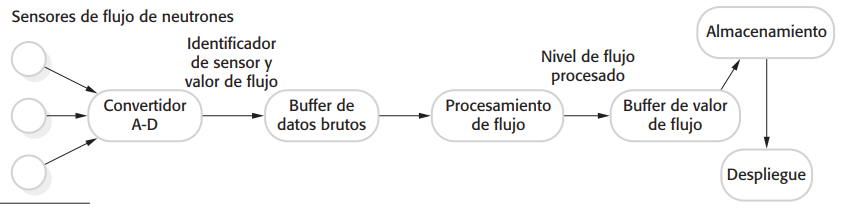 Sensores de flujo de neutrones
Identificador
de sensor y
valor de flujo
Convertidor
A-D
Buffer de
datos brutos
Procesamiento
de flujo
Nivel de flujo
procesado
Buffer de valor
de flujo
Almacenamiento
Despliegue